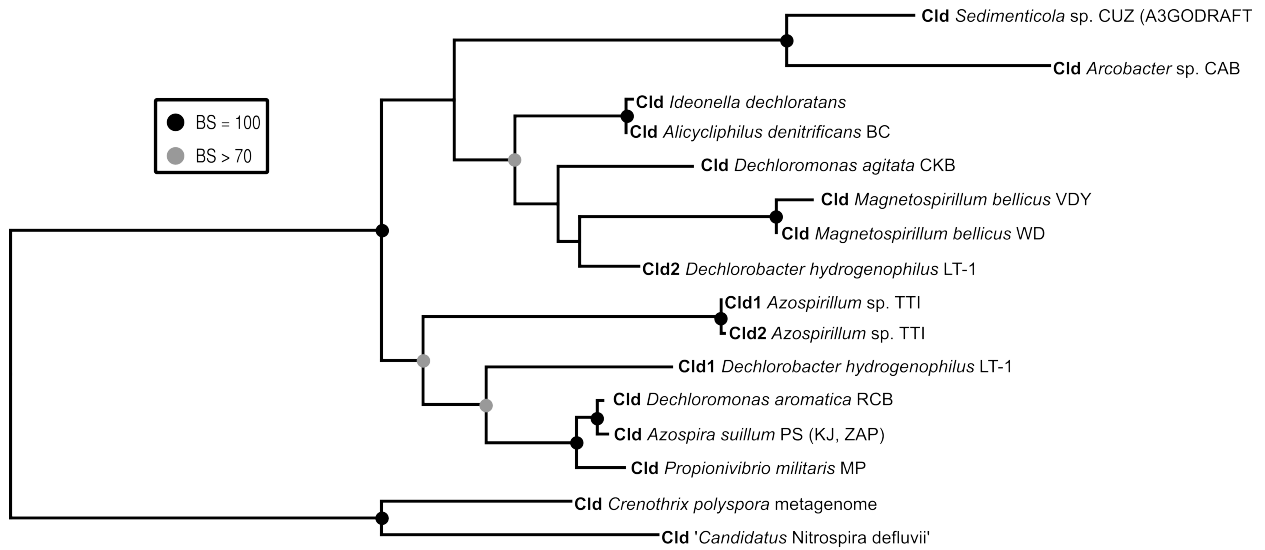 Cld Sedimenticola sp. CUZ (A3GODRAFT
Cld Arcobacter sp. CAB
BS = 100
BS > 70
Cld Ideonella dechloratans
Cld Alicycliphilus denitrificans BC
Cld Dechloromonas agitata CKB
Cld Magnetospirillum bellicus VDY
Cld Magnetospirillum bellicus WD
Cld2 Dechlorobacter hydrogenophilus LT-1
Cld1 Azospirillum sp. TTI
Cld2 Azospirillum sp. TTI
Cld1 Dechlorobacter hydrogenophilus LT-1
Cld Dechloromonas aromatica RCB
Cld Azospira suillum PS (KJ, ZAP)
Cld Propionivibrio militaris MP
Cld Crenothrix polyspora metagenome
Cld 'Candidatus Nitrospira defluvii'